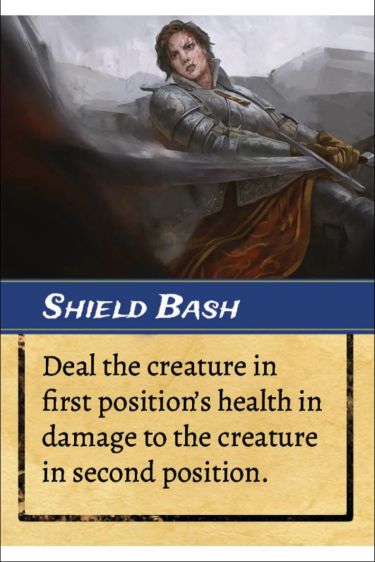 Shield Bash
Deal the creature in
first position's health in
damage to the creature
in second position.